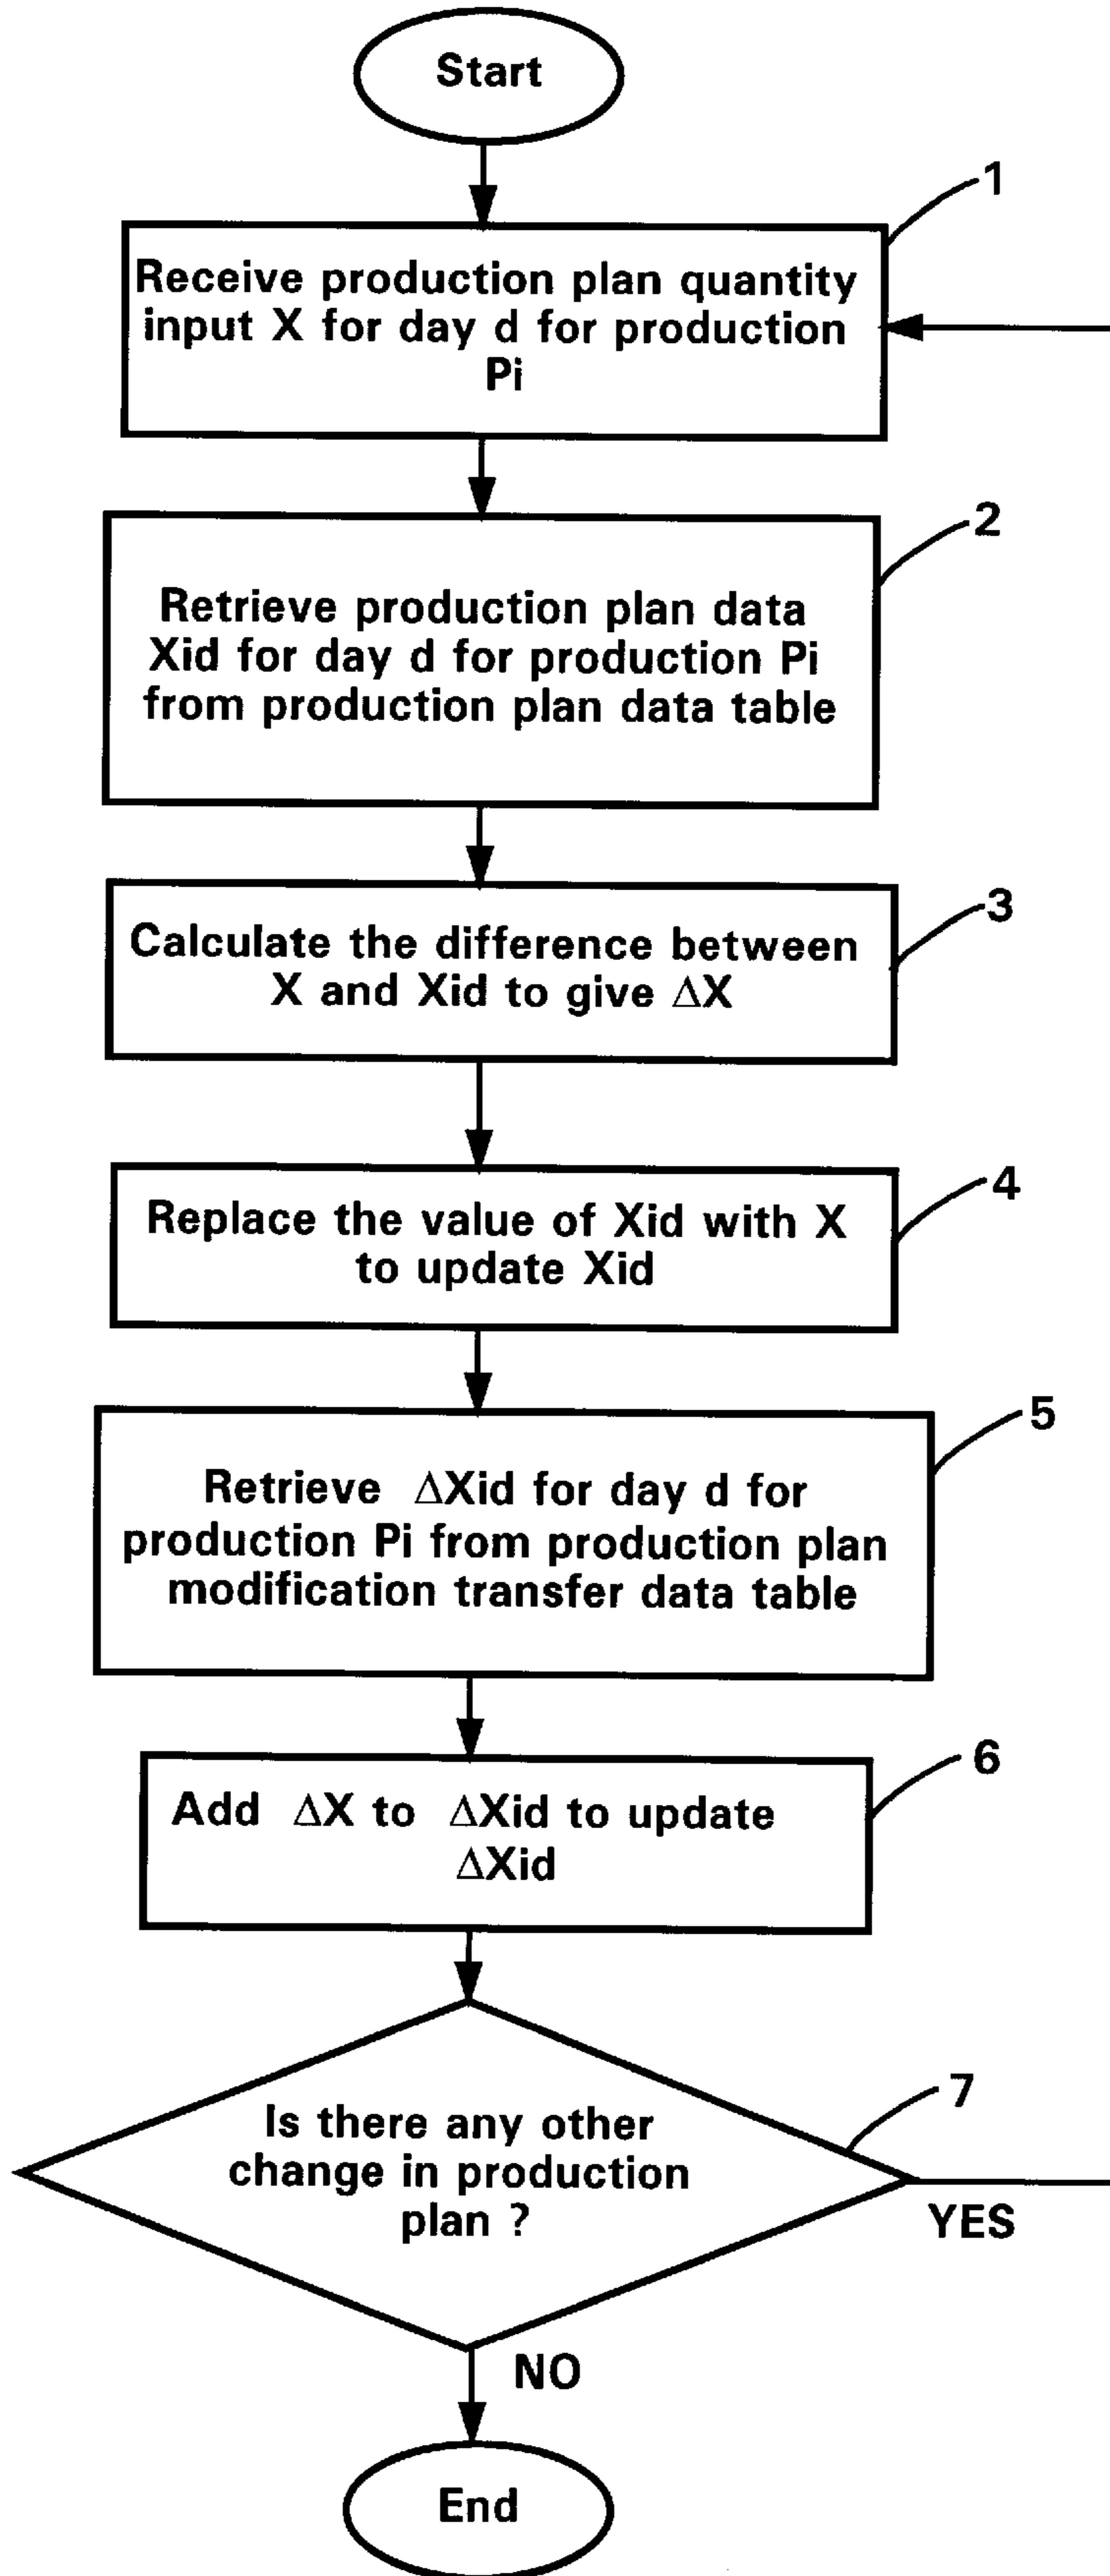 Start
1
Receive production plan quantity
input X for day d for production
Pi
2
Retrieve production plan data
Xid for day d for production Pi
from production plan data table
3
Calculate the difference between
X and Xid to give ΔX
4
Replace the value of Xid with X
to update Xid
5
Retrieve ΔXid for day d for
production Pi from production plan
modification transfer data table
6
Add ΔX to ΔXid to update
ΔXid
7
Is there any other
change in production
plan ?
YES
NO
End